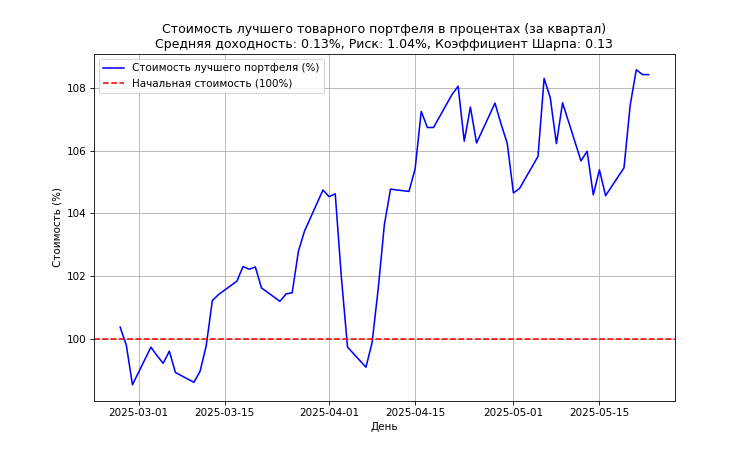 Стоимость лучшего товарного портфеля в процентах (за квартал)
Средняя доходность: 0.13%, Риск: 1.04%, Коэффициент Шарпа: 0.13
Стоимость лучшего портфеля (%)
Начальная стоимость (100%)
Стоимость (%)
108
106
104
102
100
2025-03-01
2025-03-15
2025-04-01
2025-04-15
2025-05-01
2025-05-15
День